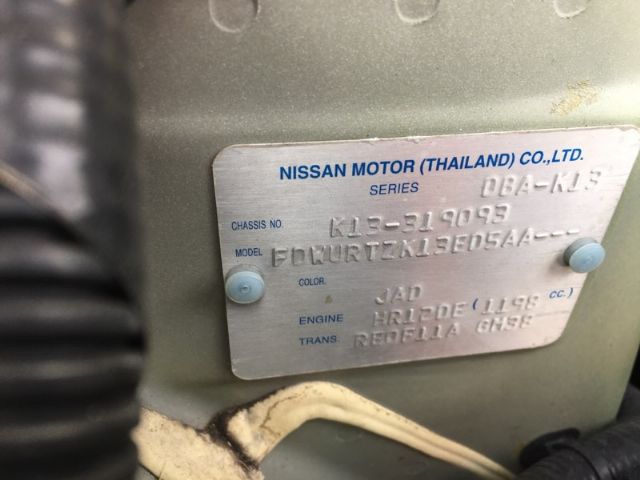 NISSAN MOTOR (THAILAND) CO.,LTD.
SERIES DBA-K13
CHASSIS NO. K13-319093
MODEL FDWURTZK13ED5AA---
COLOR.
JAD
ENGINE HR12DE (1198 CC.)
TRANS. RE0F11A GM38